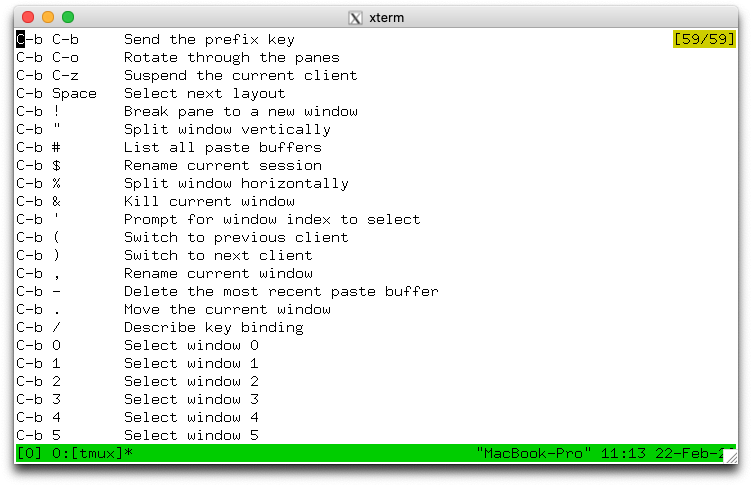 xterm
C-b C-b     Send the prefix key [59/59]
C-b C-o     Rotate through the panes
C-b C-z     Suspend the current client
C-b Space   Select next layout
C-b !       Break pane to a new window
C-b "       Split window vertically
C-b #       List all paste buffers
C-b $       Rename current session
C-b %       Split window horizontally
C-b &       Kill current window
C-b '       Prompt for window index to select
C-b (       Switch to previous client
C-b )       Switch to next client
C-b ,       Rename current window
C-b -       Delete the most recent paste buffer
C-b .       Move the current window
C-b /       Describe key binding
C-b 0       Select window 0
C-b 1       Select window 1
C-b 2       Select window 2
C-b 3       Select window 3
C-b 4       Select window 4
C-b 5       Select window 5
[0] 0:[tmux]* "MacBook-Pro" 11:13 22-Feb-